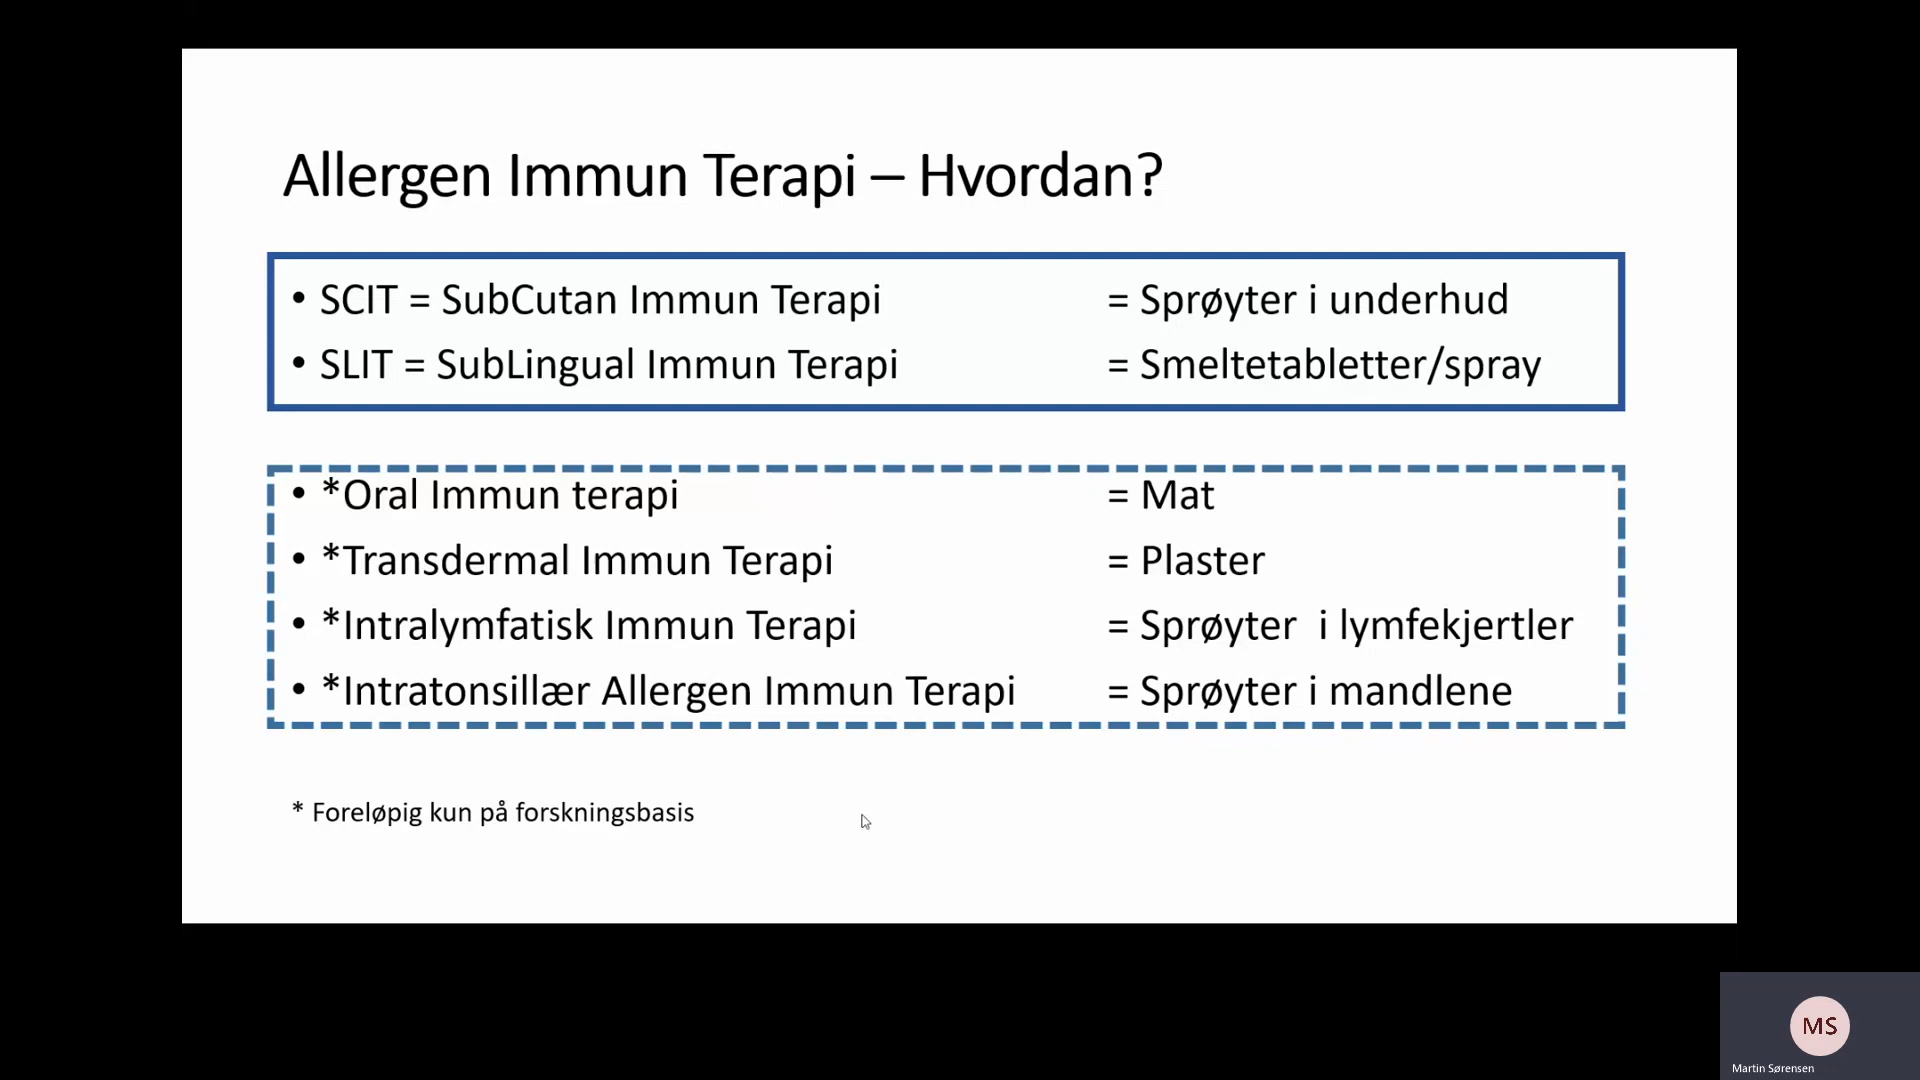 Allergen Immun Terapi – Hvordan?
• SCIT = SubCutan Immun Terapi = Sprøyter i underhud
• SLIT = SubLingual Immun Terapi = Smeltetabletter/spray
• *Oral Immun terapi = Mat
• *Transdermal Immun Terapi = Plaster
• *Intralymfatisk Immun Terapi = Sprøyter i lymfekjertler
• *Intratonsillær Allergen Immun Terapi = Sprøyter i mandlene
* Foreløpig kun på forskningsbasis
MS
Martin Sørensen